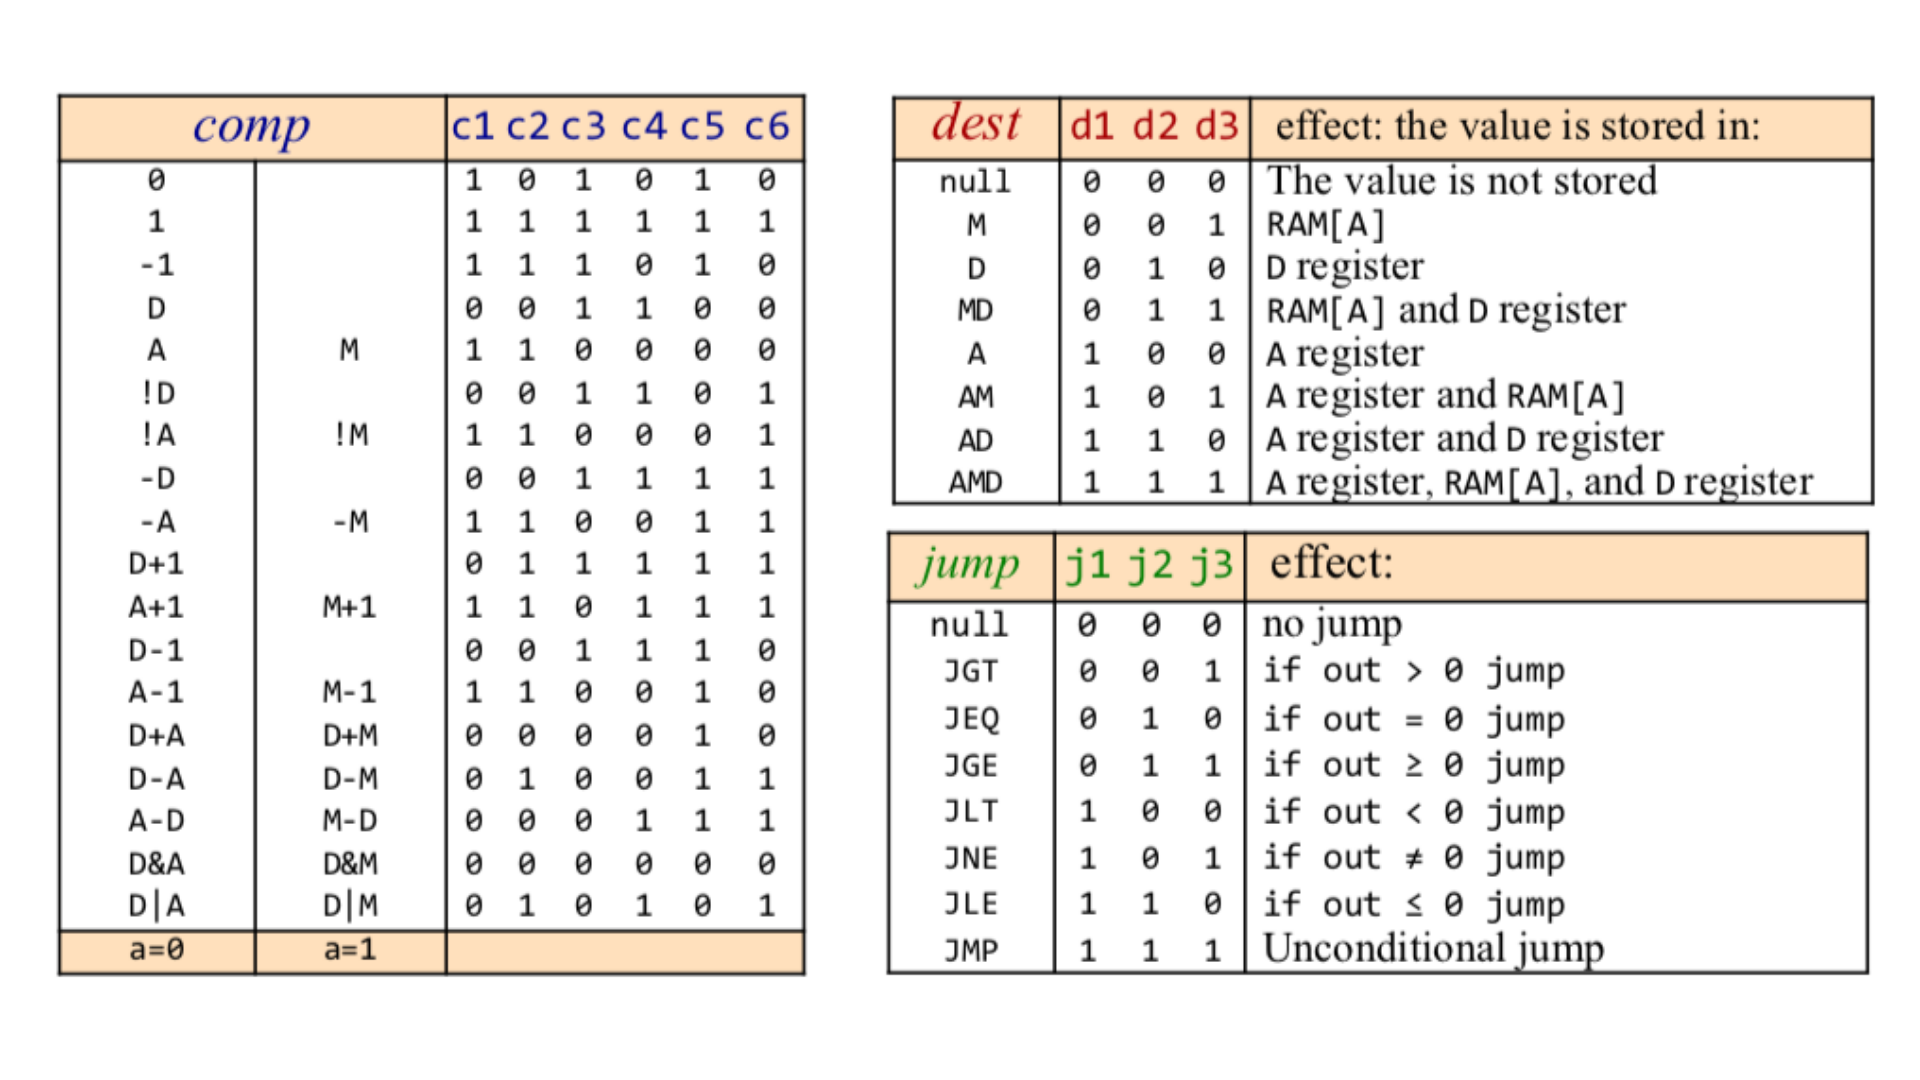 comp c1 c2 c3 c4 c5 c6
0 1 0 1 0 1 0
1 1 1 1 1 1 1
-1 1 1 1 0 1 0
D 0 0 1 1 0 0
A M 1 1 0 0 0 0
!D 0 0 1 1 0 1
!A !M 1 1 0 0 0 1
-D 0 0 1 1 1 1
-A -M 1 1 0 0 1 1
D+1 0 1 1 1 1 1
A+1 M+1 1 1 0 1 1 1
D-1 0 0 1 1 1 0
A-1 M-1 1 1 0 0 1 0
D+A D+M 0 0 0 0 1 0
D-A D-M 0 1 0 0 1 1
A-D M-D 0 0 0 1 1 1
D&A D&M 0 0 0 0 0 0
D|A D|M 0 1 0 1 0 1
a=0 a=1
dest d1 d2 d3 effect: the value is stored in:
null 0 0 0 The value is not stored
M 0 0 1 RAM[A]
D 0 1 0 D register
MD 0 1 1 RAM[A] and D register
A 1 0 0 A register
AM 1 0 1 A register and RAM[A]
AD 1 1 0 A register and D register
AMD 1 1 1 A register, RAM[A], and D register
jump j1 j2 j3 effect:
null 0 0 0 no jump
JGT 0 0 1 if out > 0 jump
JEQ 0 1 0 if out = 0 jump
JGE 0 1 1 if out ≥ 0 jump
JLT 1 0 0 if out < 0 jump
JNE 1 0 1 if out ≠ 0 jump
JLE 1 1 0 if out ≤ 0 jump
JMP 1 1 1 Unconditional jump